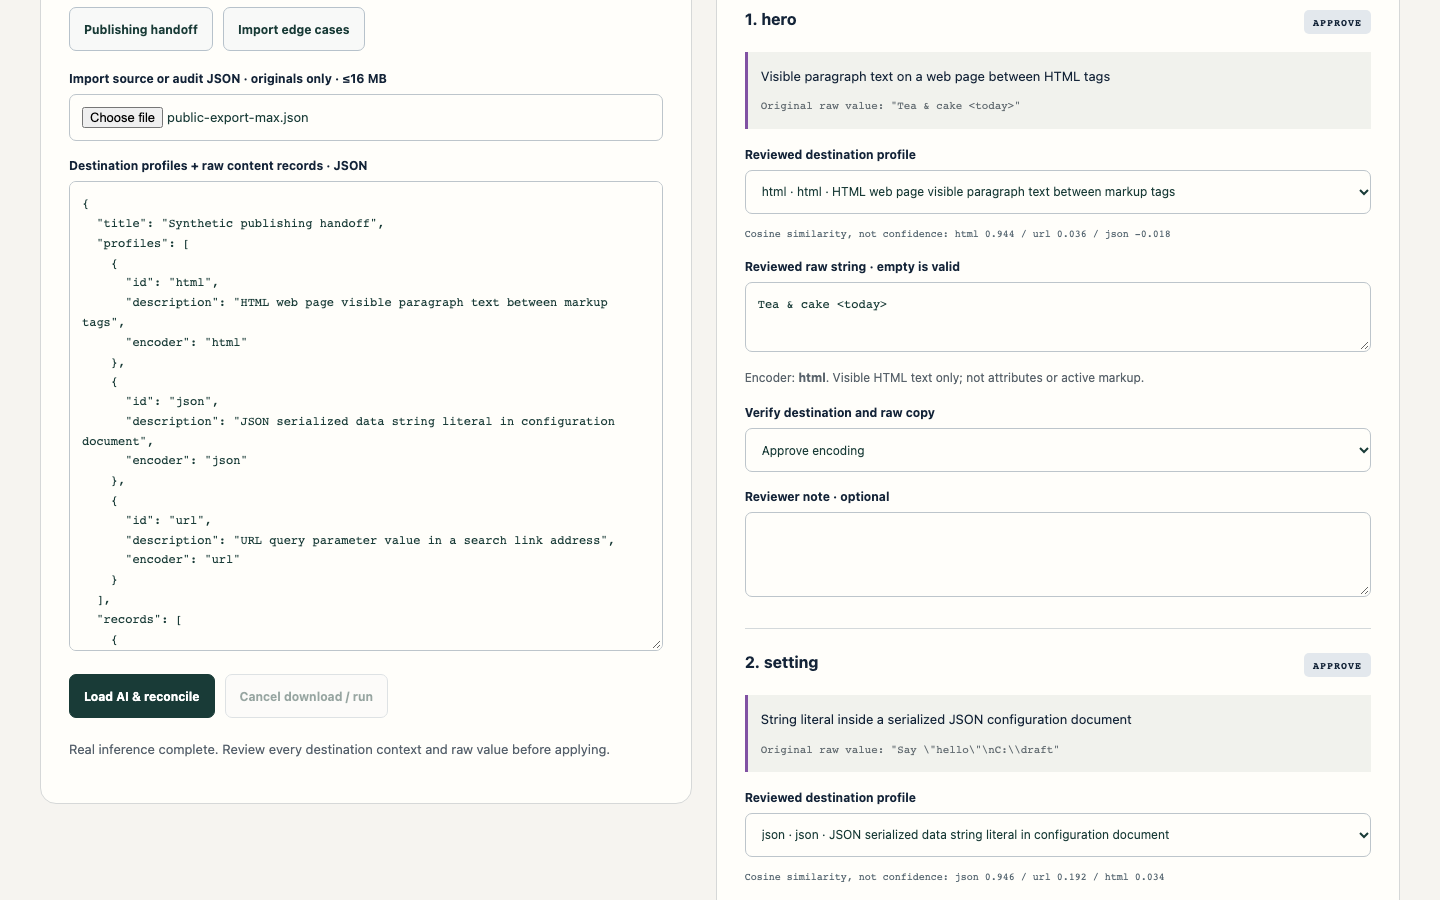 Publishing handoff
Import edge cases
Import source or audit JSON · originals only · ≤16 MB
Choose file public-export-max.json
Destination profiles + raw content records · JSON
{
"title": "Synthetic publishing handoff",
"profiles": [
{
"id": "html",
"description": "HTML web page visible paragraph text between markup
tags",
"encoder": "html"
},
{
"id": "json",
"description": "JSON serialized data string literal in configuration
document",
"encoder": "json"
},
{
"id": "url",
"description": "URL query parameter value in a search link address",
"encoder": "url"
}
],
"records": [
{
Load AI & reconcile
Cancel download / run
Real inference complete. Review every destination context and raw value before applying.
1. hero
APPROVE
Visible paragraph text on a web page between HTML tags
Original raw value: "Tea & cake <today>"
Reviewed destination profile
html · html · HTML web page visible paragraph text between markup tags
Cosine similarity, not confidence: html 0.944 / url 0.036 / json -0.018
Reviewed raw string · empty is valid
Tea & cake <today>
Encoder: html. Visible HTML text only; not attributes or active markup.
Verify destination and raw copy
Approve encoding
Reviewer note · optional
2. setting
APPROVE
String literal inside a serialized JSON configuration document
Original raw value: "Say \"hello\"\nC:\\draft"
Reviewed destination profile
json · json · JSON serialized data string literal in configuration document
Cosine similarity, not confidence: json 0.946 / url 0.192 / html 0.034